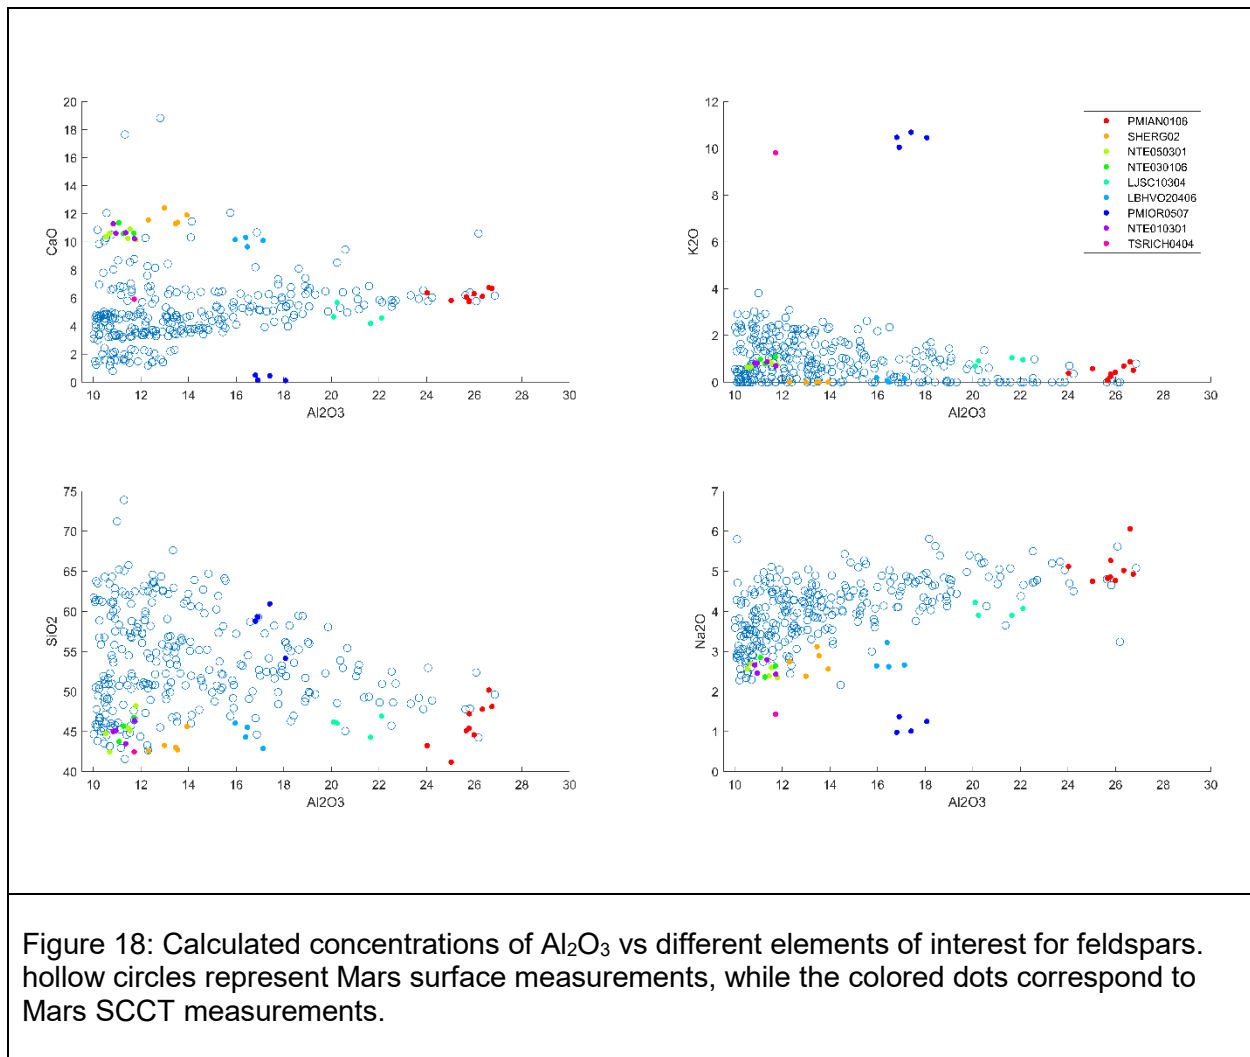 20
18
16
14
12
10
8
6
4
2
0
CaO
10 12 14 16 18 20 22 24 26 28 30
Al2O3
12
10
8
6
4
2
0
K2O
10 12 14 16 18 20 22 24 26 28 30
Al2O3
PMIAN0106
SHERG02
NTE050301
NTE030106
LJSC10304
LBHVO20406
PMIOR0507
NTE010301
TSRICH0404
75
70
65
60
55
50
45
40
SiO2
10 12 14 16 18 20 22 24 26 28 30
Al2O3
7
6
5
4
3
2
1
0
Na2O
10 12 14 16 18 20 22 24 26 28 30
Al2O3
Figure 18: Calculated concentrations of Al₂O₃ vs different elements of interest for feldspars.
hollow circles represent Mars surface measurements, while the colored dots correspond to
Mars SCCT measurements.